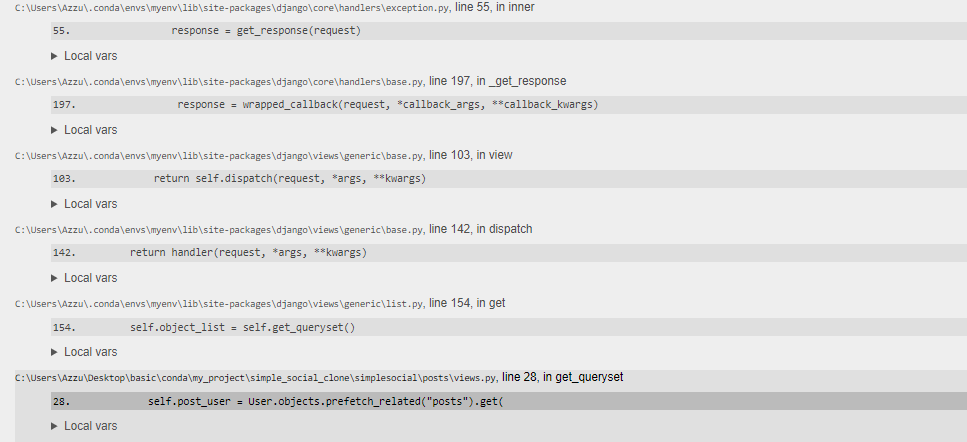 C:\Users\Azzu\.conda\envs\myenv\lib\site-packages\django\core\handlers\exception.py, line 55, in inner
55. response = get_response(request)
▶ Local vars
C:\Users\Azzu\.conda\envs\myenv\lib\site-packages\django\core\handlers\base.py, line 197, in _get_response
197. response = wrapped_callback(request, *callback_args, **callback_kwargs)
▶ Local vars
C:\Users\Azzu\.conda\envs\myenv\lib\site-packages\django\views\generic\base.py, line 103, in view
103. return self.dispatch(request, *args, **kwargs)
▶ Local vars
C:\Users\Azzu\.conda\envs\myenv\lib\site-packages\django\views\generic\base.py, line 142, in dispatch
142. return handler(request, *args, **kwargs)
▶ Local vars
C:\Users\Azzu\.conda\envs\myenv\lib\site-packages\django\views\generic\list.py, line 154, in get
154. self.object_list = self.get_queryset()
▶ Local vars
C:\Users\Azzu\Desktop\basic\conda\my_project\simple_social_clone\simplesocial\posts\views.py, line 28, in get_queryset
28. self.post_user = User.objects.prefetch_related("posts").get(
▶ Local vars